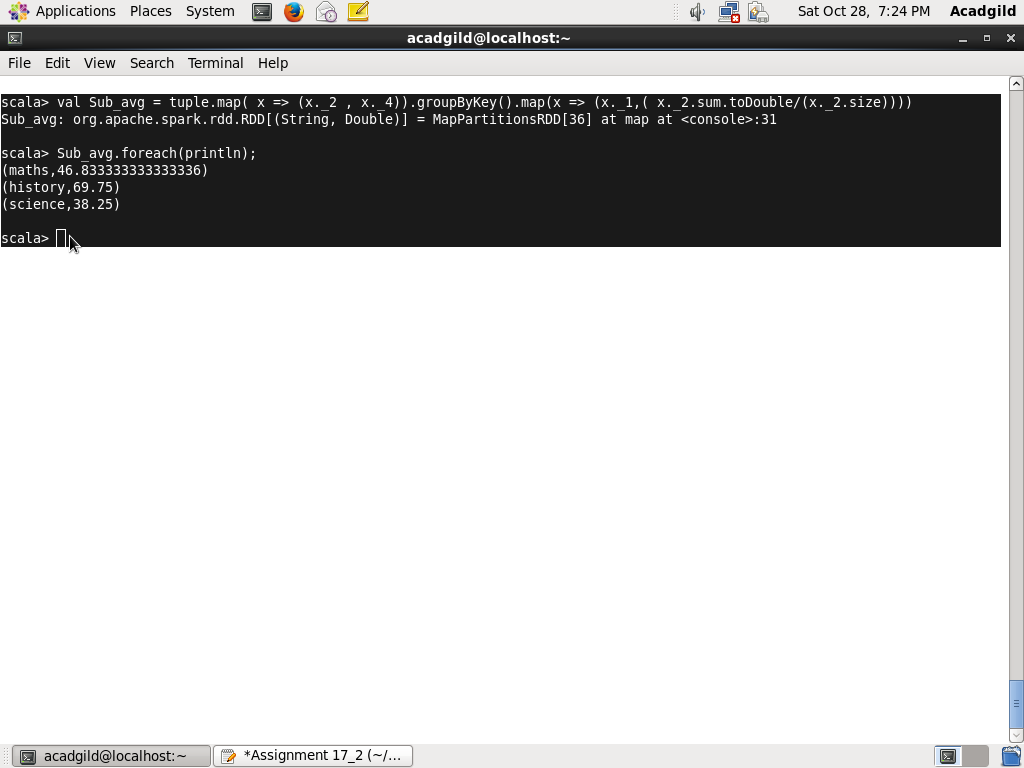 Applications Places System Sat Oct 28, 7:24 PM Acadgild
acadgild@localhost:~
File Edit View Search Terminal Help
scala> val Sub_avg = tuple.map( x => (x._2 , x._4)).groupByKey().map(x => (x._1,( x._2.sum.toDouble/(x._2.size))))
Sub_avg: org.apache.spark.rdd.RDD[(String, Double)] = MapPartitionsRDD[36] at map at <console>:31
scala> Sub_avg.foreach(println);
(maths,46.833333333333336)
(history,69.75)
(science,38.25)
scala>
acadgild@localhost:~ *Assignment 17_2 (~/...